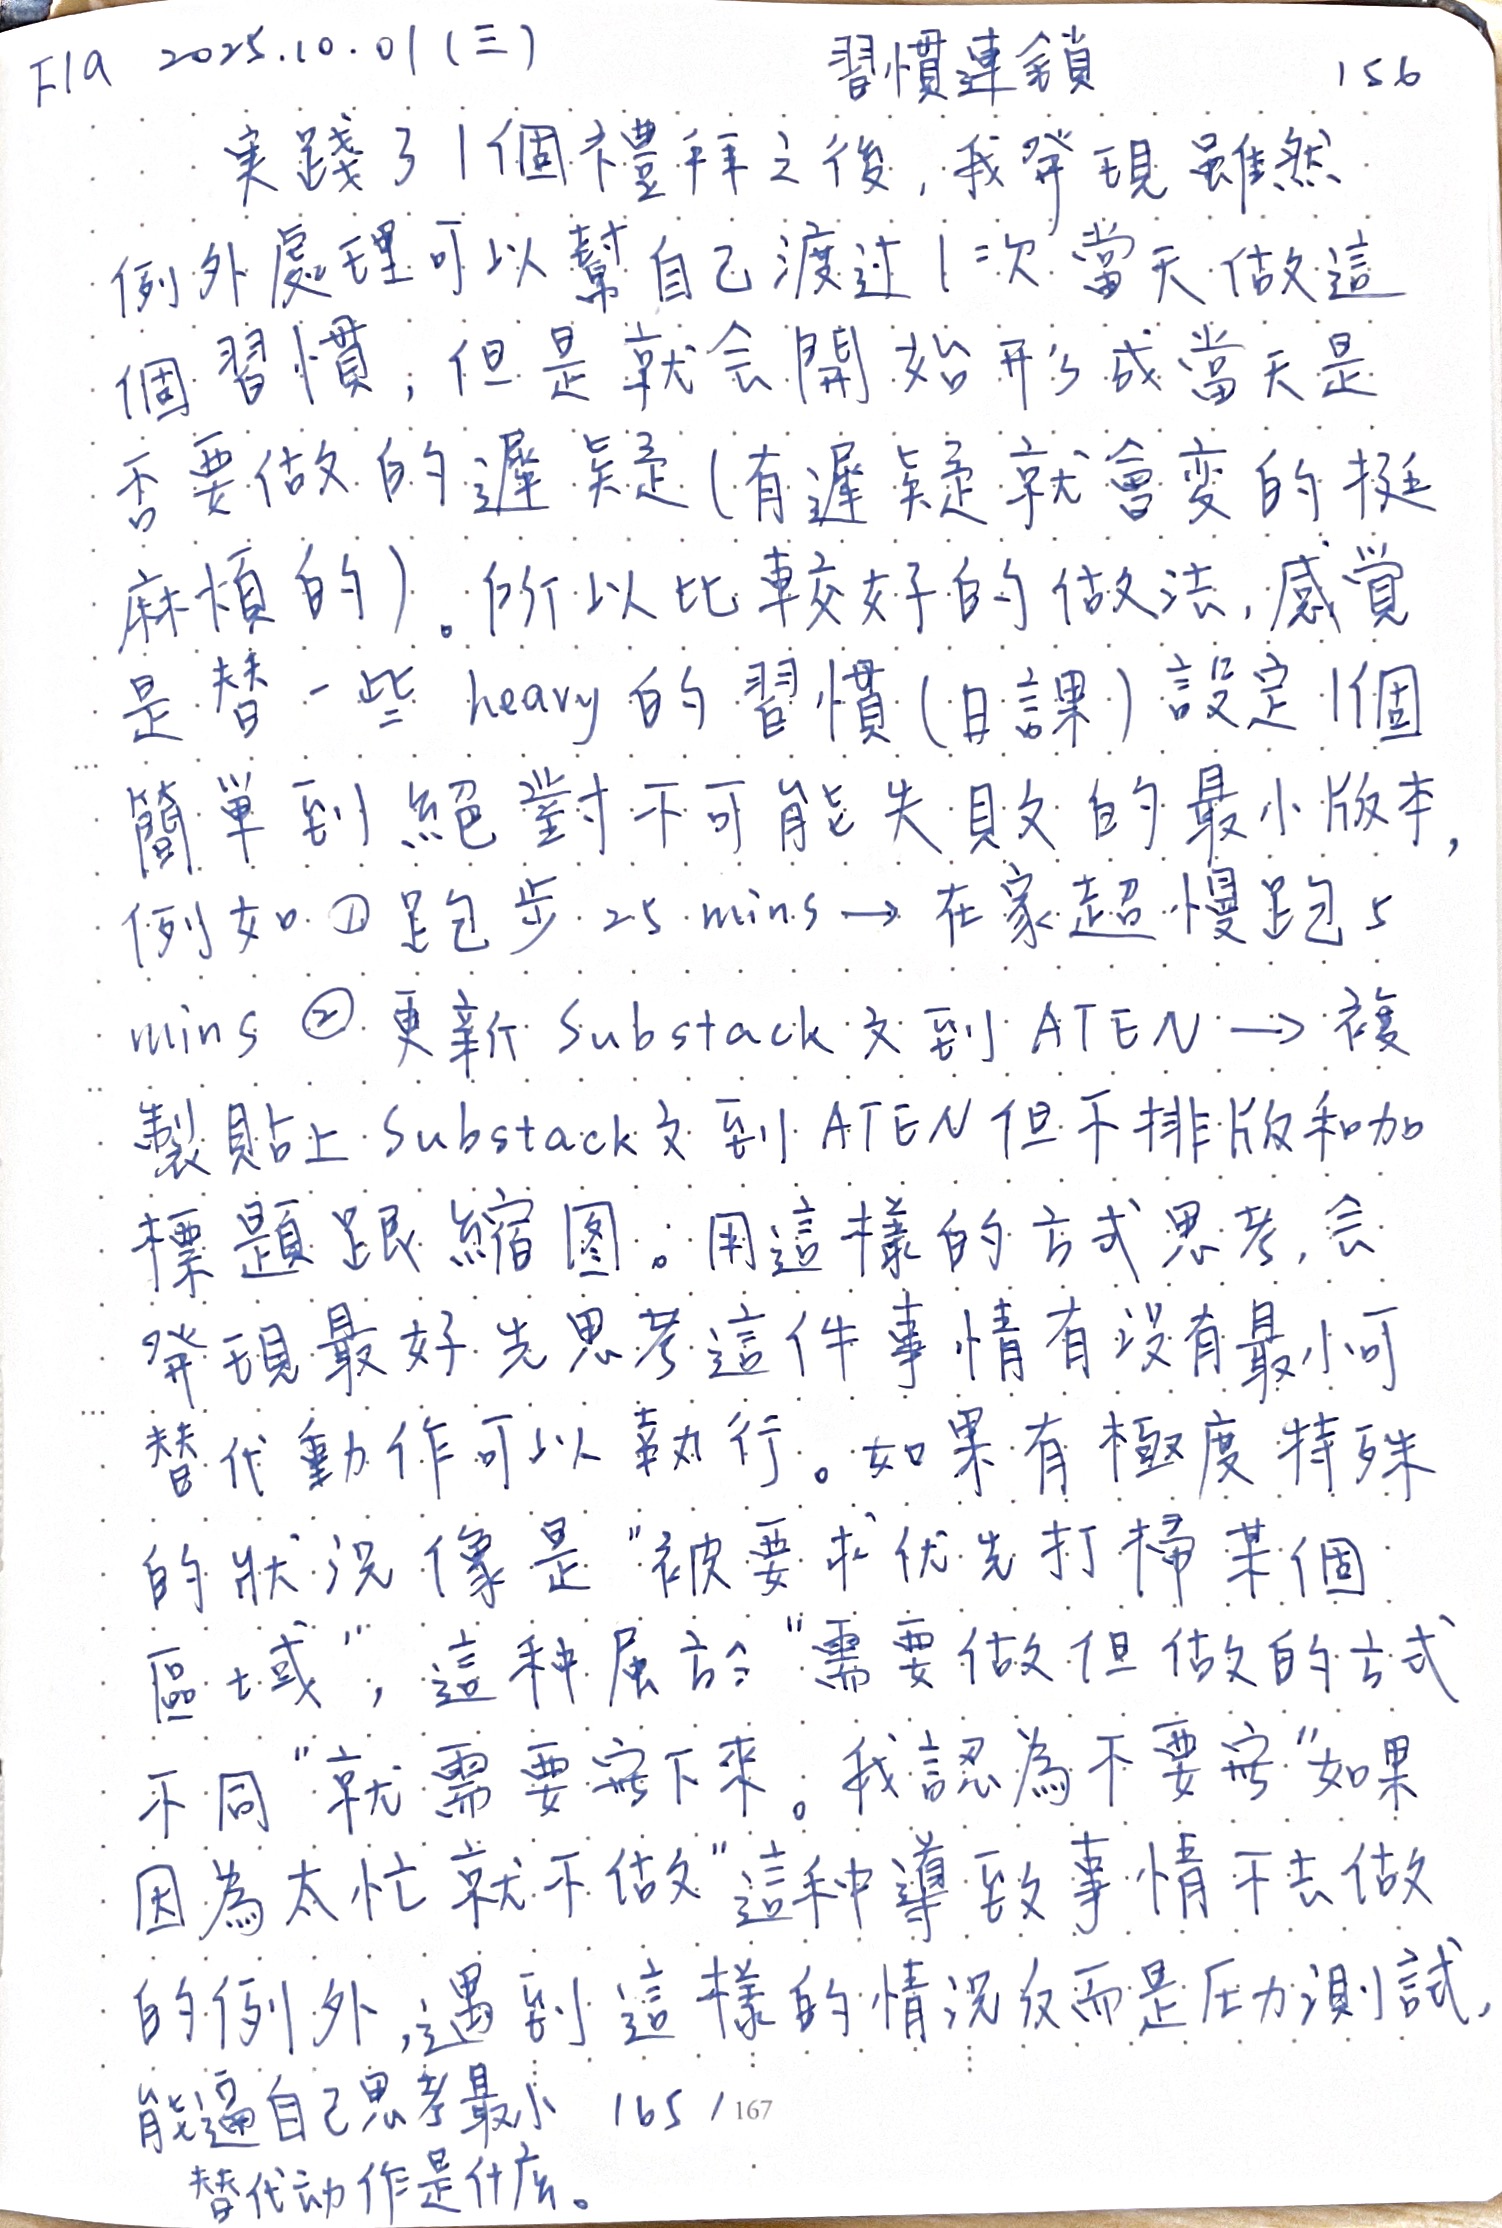 F19 2025.10.01 (三) 習慣連鎖 156
実踐了1個禮拜之後,我發現雖然
例外處理可以幫自己渡过1次當天做這
個習慣,但是就会開始形成當天是
否要做的遲疑(有遲疑就會変的挺
麻煩的)。所以比較好的做法,感覚
是替一些 heavy 的習慣(日課)設定1個
簡單到絕對不可能失敗的最小版本,
例如①跑步 25 mins → 在家超慢跑 5
mins ② 更新 Substack 文到 ATEN → 複
製貼上 Substack 文到 ATEN 但不排版和加
標題跟縮图。用這樣的方式思考,会
發現最好先思考這件事情有没有最小可
替代動作可以執行。如果有極度特殊
的狀況像是"被要求优先打掃某個
區域",這种屬於"需要做但做的方式
不同"就需要寫下來。我認為不要寫"如果
因為太忙就不做"這种導致事情不去做
的例外,遇到這樣的情況反而是圧力測試,
能逼自己思考最小 165 / 167
替代动作是什庅。